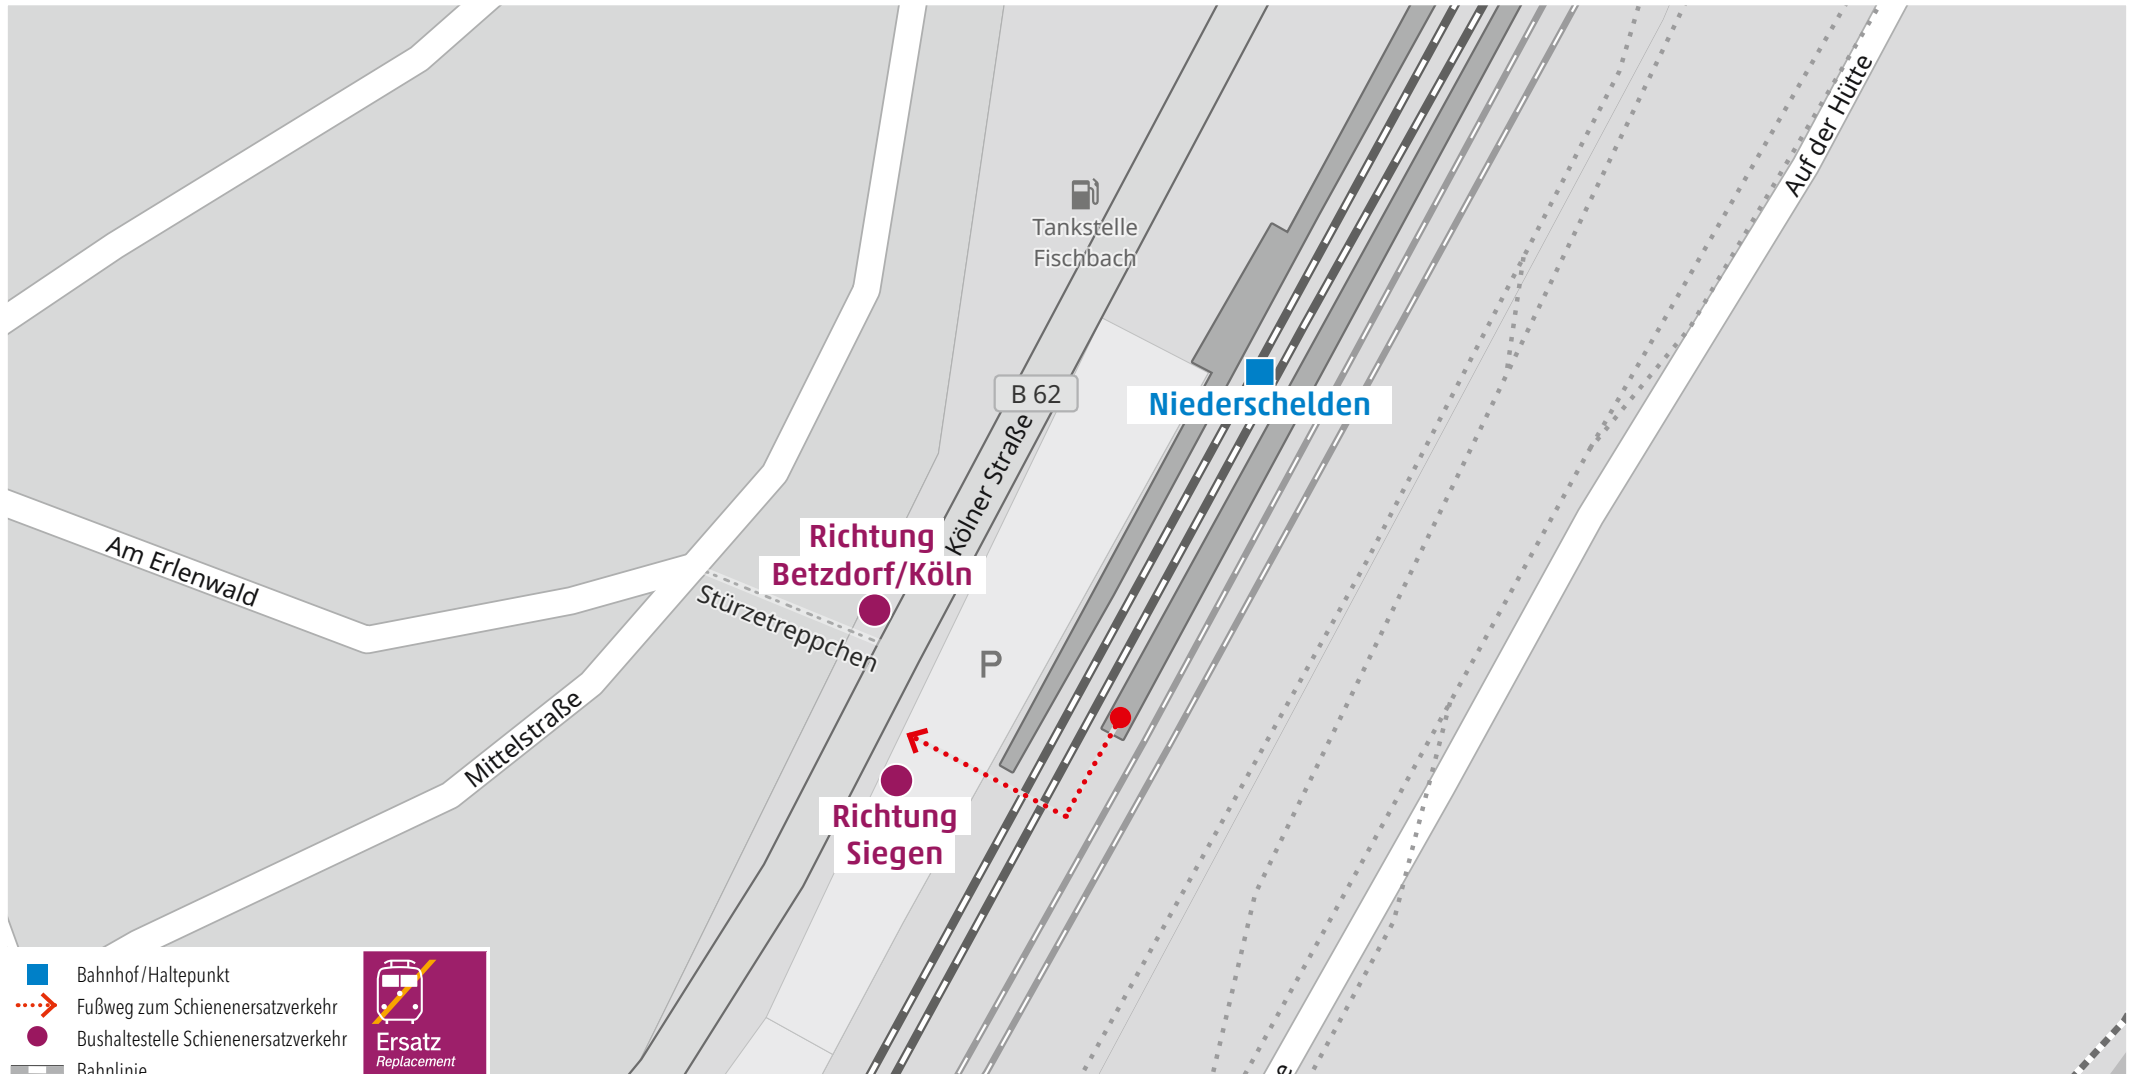 Auf der Hütte
Tankstelle
Fischbach
B 62
Niederschelden
Kölner Straße
Richtung
Betzdorf/Köln
Am Erlenwald
Stürzetreppchen
P
Mittelstraße
Richtung
Siegen
Bahnhof/Haltepunkt
Fußweg zum Schienenersatzverkehr
Bushaltestelle Schienenersatzverkehr
Bahnlinie
Ersatz
Replacement